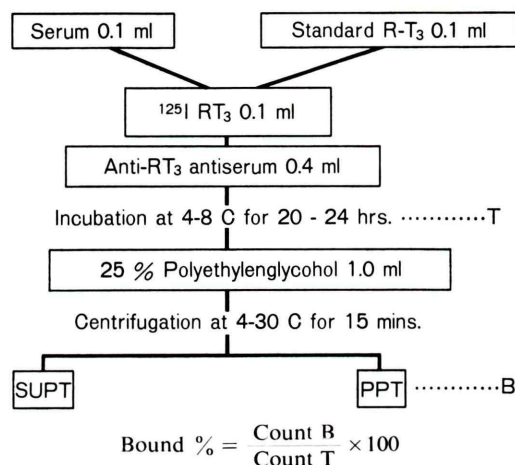 Serum 0.1 ml
Standard R-T₃ 0.1 ml
¹²⁵I RT₃ 0.1 ml
Anti-RT₃ antiserum 0.4 ml
Incubation at 4-8 C for 20 - 24 hrs. ············T
25 % Polyethylenglycohol 1.0 ml
Centrifugation at 4-30 C for 15 mins.
SUPT
PPT ············B
Bound % = Count B / Count T × 100